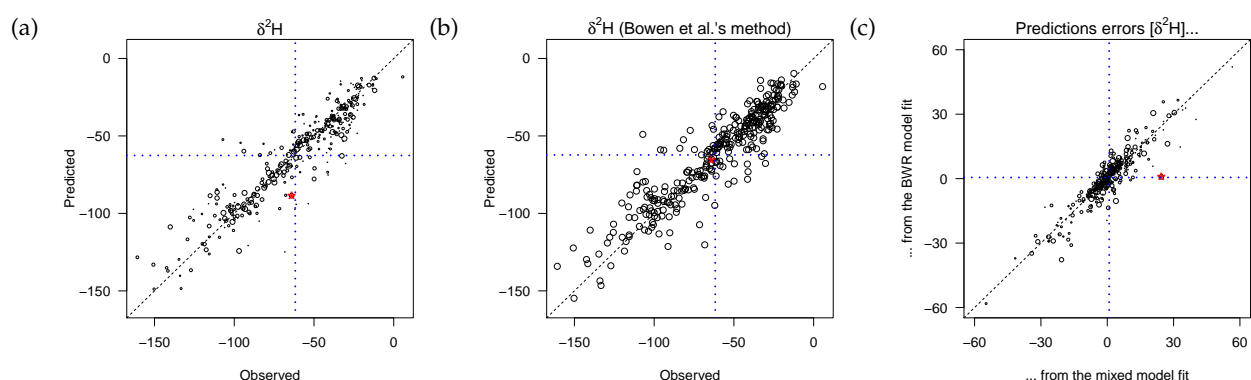 (a)
δ²H
0
−50
−100
−150
Predicted
−150
−100
−50
0
Observed
(b)
δ²H (Bowen et al.'s method)
0
−50
−100
−150
Predicted
−150
−100
−50
0
Observed
(c)
Predictions errors [δ²H]...
60
30
0
−30
−60
... from the BWR model fit
−60
−30
0
30
60
... from the mixed model fit